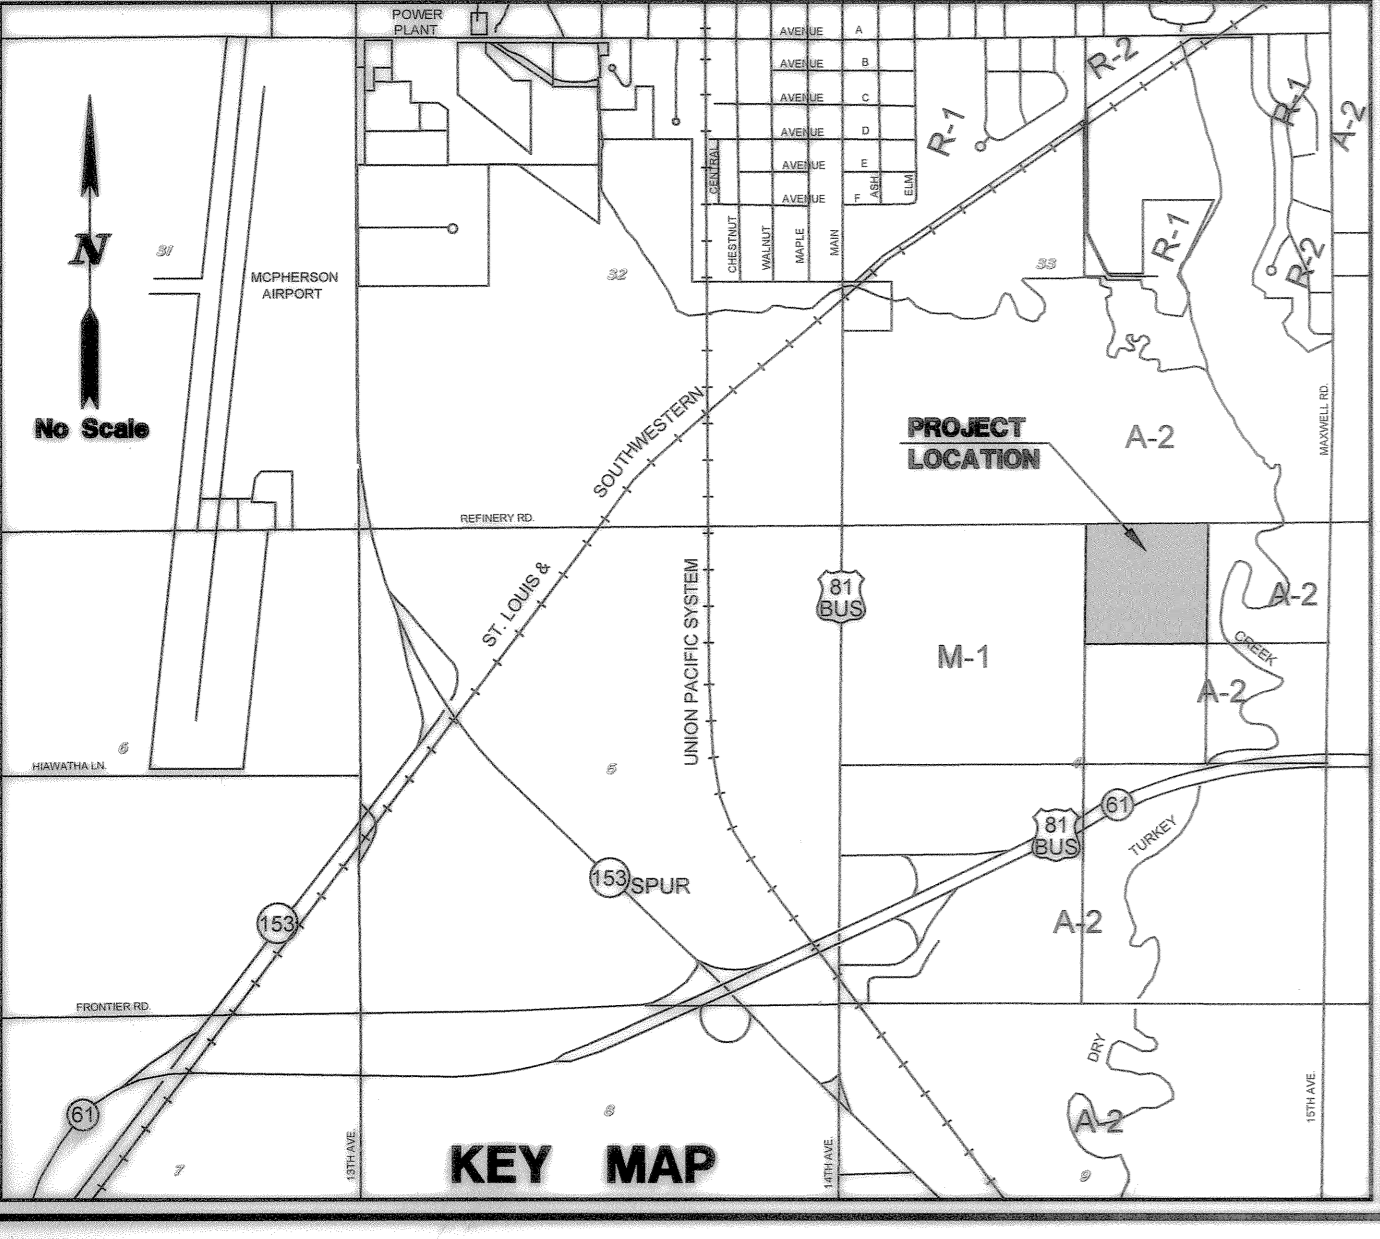 POWER
PLANT
AVENUE A
AVENUE B
AVENUE C
AVENUE D
AVENUE E
AVENUE F
CENTRAL
ASH
ELM
CHESTNUT
WALNUT
MAPLE
MAIN
R-1
R-2
R-1
A-2
R-1
R-2
N
No Scale
31
MCPHERSON
AIRPORT
32
33
PROJECT
LOCATION
A-2
MAXWELL RD.
SOUTHWESTERN
ST. LOUIS &
REFINERY RD.
UNION PACIFIC SYSTEM
81
BUS
M-1
A-2
CREEK
A-2
6
HIAWATHA LN.
5
4
61
81
BUS
TURKEY
153
153 SPUR
A-2
FRONTIER RD.
DRY
61
7
13TH AVE.
8
KEY MAP
14TH AVE.
A-2
9
15TH AVE.